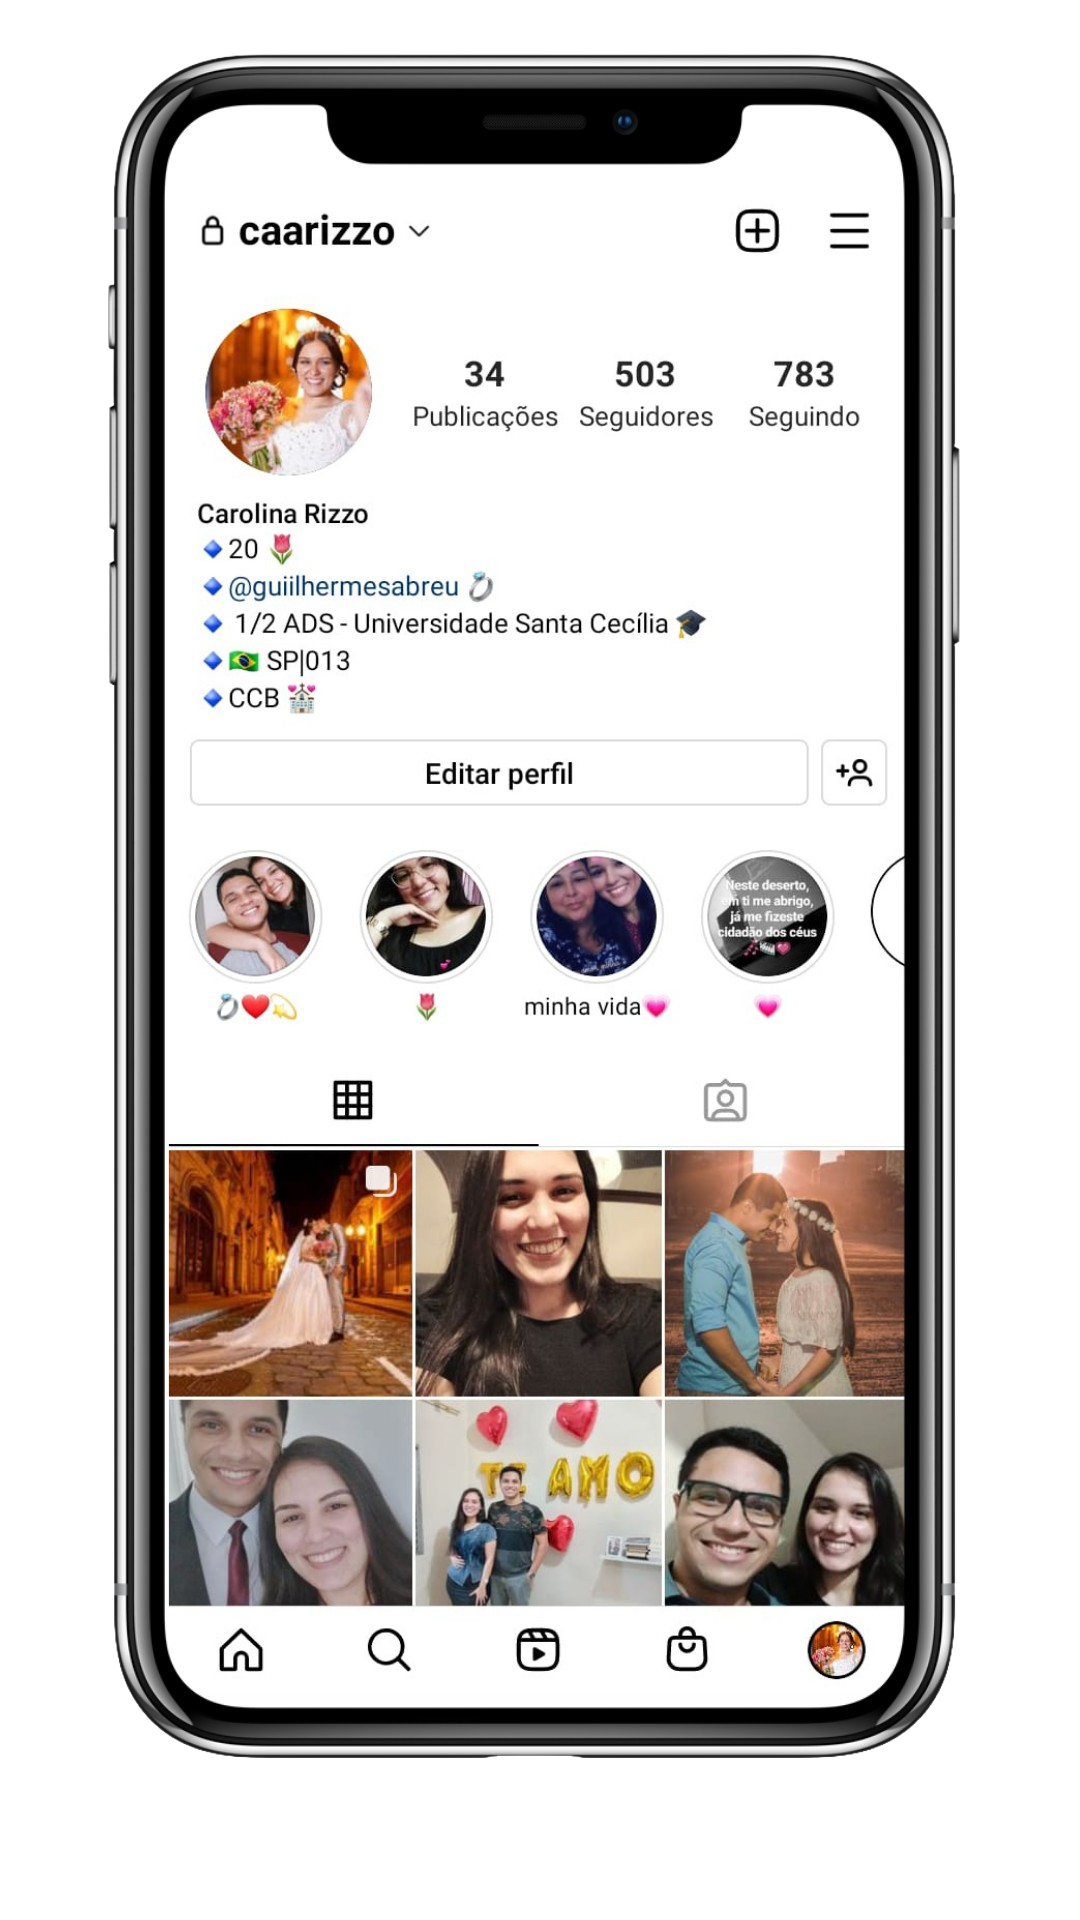 caarizzo
34 503 783
Publicações Seguidores Seguindo
Carolina Rizzo
🔹20 🌷
🔹@guiilhermesabreu 💍
🔹 1/2 ADS - Universidade Santa Cecília 🎓
🔹🇧🇷 SP|013
🔹CCB 💒
Editar perfil
Neste deserto,
em ti me abrigo,
já me fizeste
cidadão dos céus
💍❤️💫 🌷 minha vida💗 💗
TE AMO